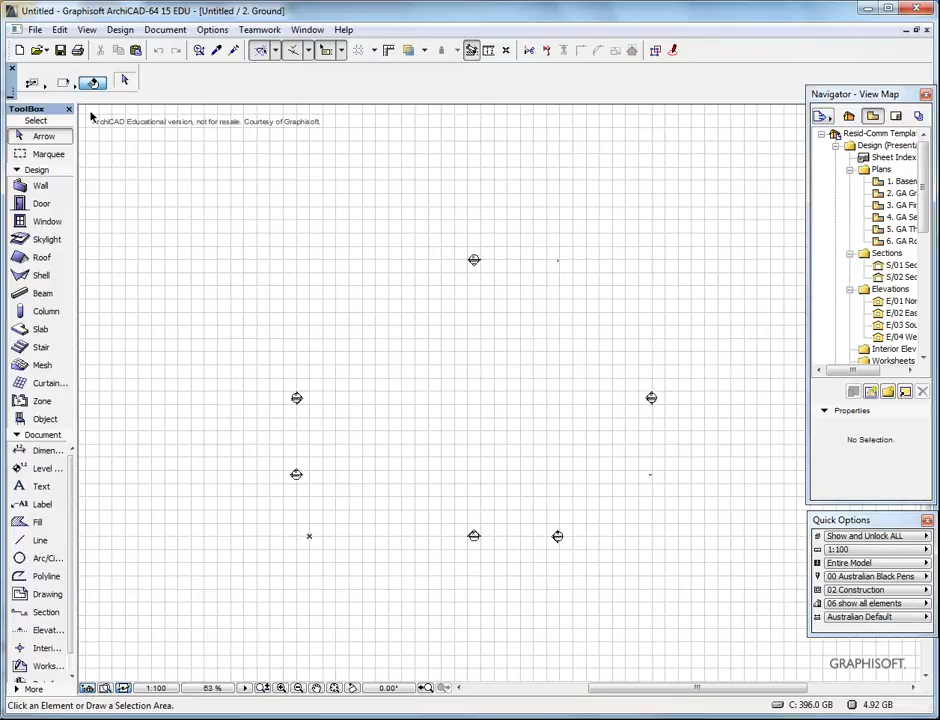 Untitled - Graphisoft ArchiCAD-64 15 EDU - [Untitled / 2. Ground]
File Edit View Design Document Options Teamwork Window Help
ToolBox
Select
Arrow
Marquee
Design
Wall
Door
Window
Skylight
Roof
Shell
Beam
Column
Slab
Stair
Mesh
Curtain...
Zone
Object
Document
Dimen...
Level ...
Text
Label
Fill
Line
Arc/Ci...
Polyline
Drawing
Section
Elevat...
Interi...
Works...
More
ArchiCAD Educational version, not for resale. Courtesy of Graphisoft.
Navigator - View Map
Resid-Comm Templa
Design (Presenta
Sheet Index
Plans
1. Basem
2. GA Gr
3. GA Fir
4. GA Se
5. GA Th
6. GA Ro
Sections
S/01 Sec
S/02 Sec
Elevations
E/01 Nor
E/02 East
E/03 Sou
E/04 We
Interior Elev
Worksheets
Properties
No Selection.
Quick Options
Show and Unlock ALL
1:100
Entire Model
00 Australian Black Pens
02 Construction
06 show all elements
Australian Default
GRAPHISOFT.
1:100 63 % 0.00°
Click an Element or Draw a Selection Area.
C: 396.0 GB 4.92 GB